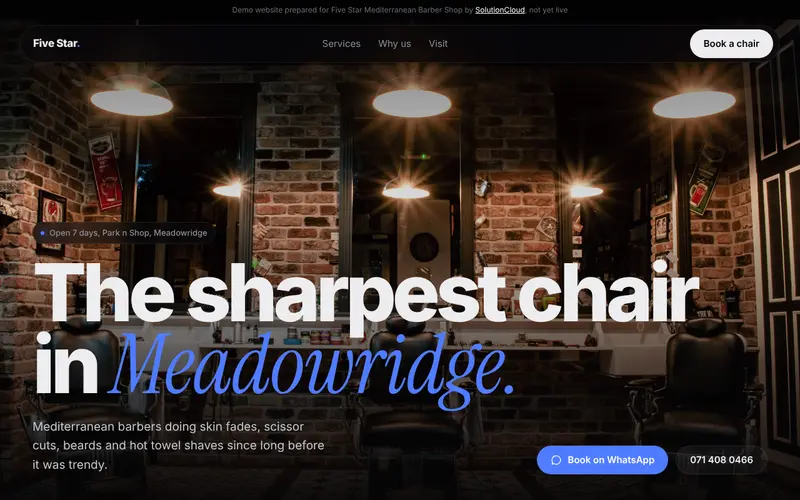 Demo website prepared for Five Star Mediterranean Barber Shop by SolutionCloud, not yet live
Five Star.
Services
Why us
Visit
Book a chair
Open 7 days, Park n Shop, Meadowridge
The sharpest chair
in Meadowridge.
Mediterranean barbers doing skin fades, scissor
cuts, beards and hot towel shaves since long before
it was trendy.
Book on WhatsApp
071 408 0466